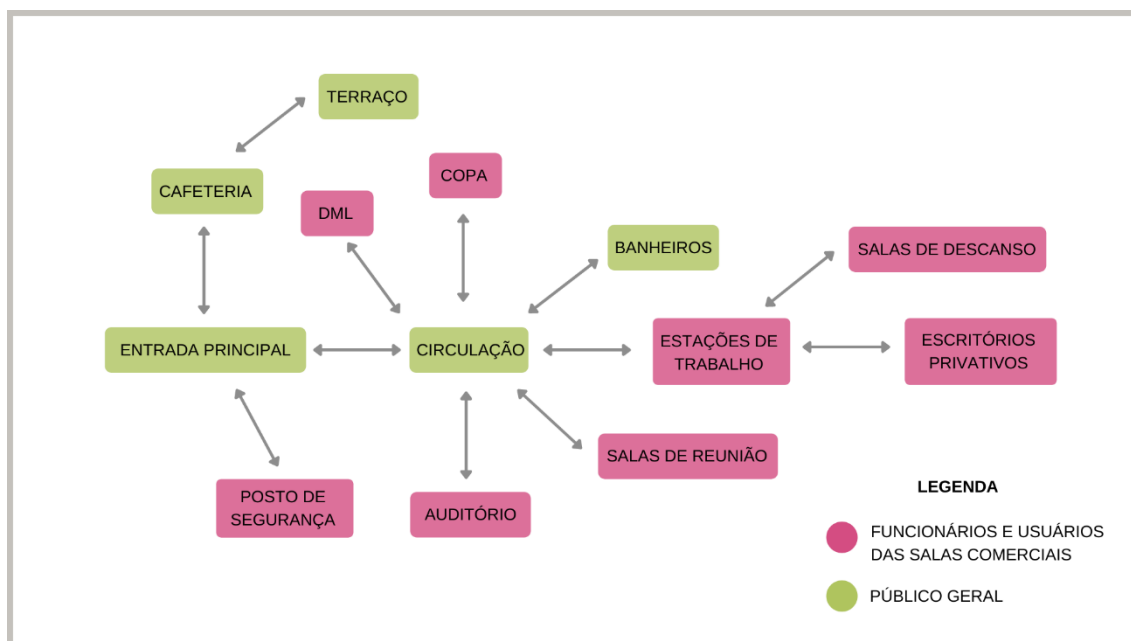 TERRAÇO
COPA
CAFETERIA
DML
BANHEIROS
SALAS DE DESCANSO
ENTRADA PRINCIPAL
CIRCULAÇÃO
ESTAÇÕES DE
TRABALHO
ESCRITÓRIOS
PRIVATIVOS
SALAS DE REUNIÃO
POSTO DE
SEGURANÇA
AUDITÓRIO
LEGENDA
FUNCIONÁRIOS E USUÁRIOS
DAS SALAS COMERCIAIS
PÚBLICO GERAL